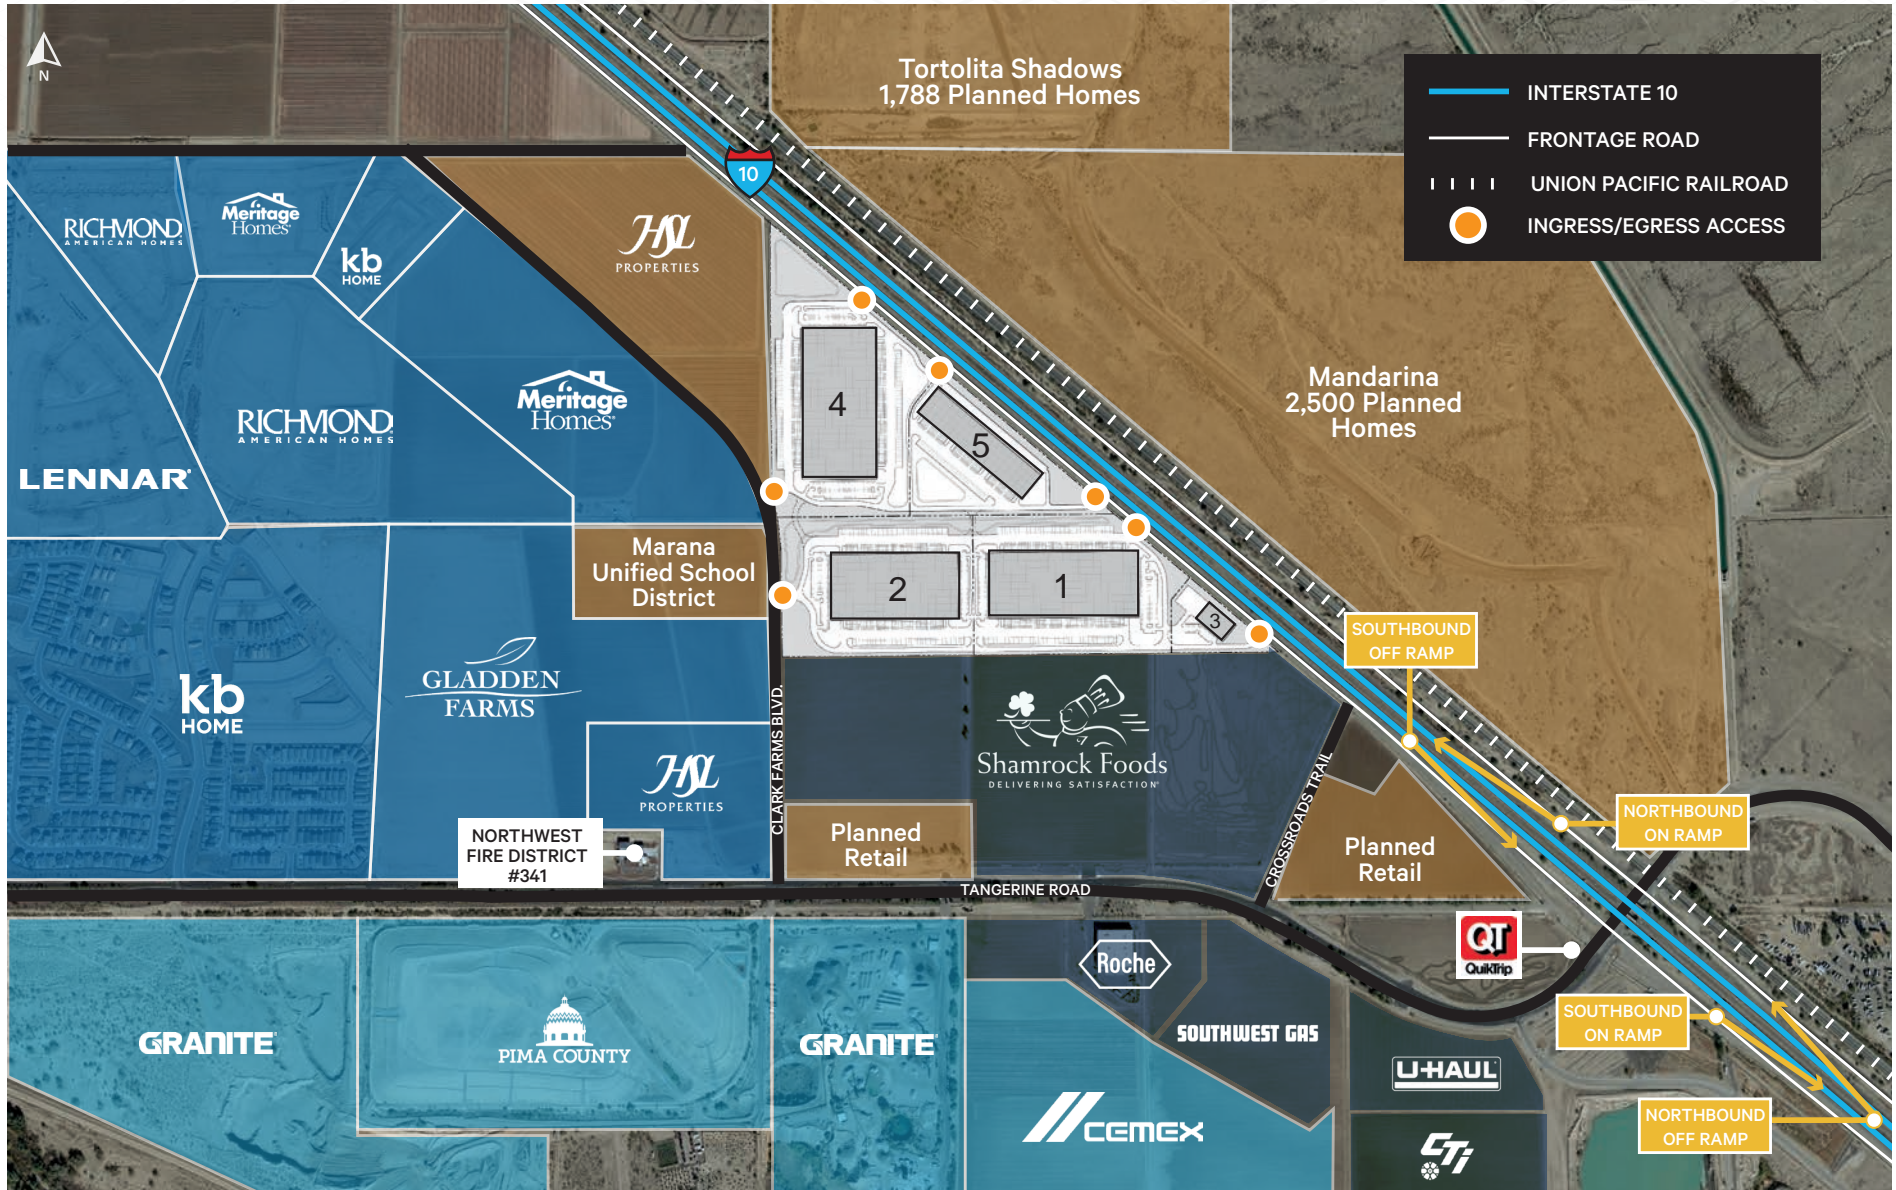 N
Tortolita Shadows
1,788 Planned Homes
INTERSTATE 10
FRONTAGE ROAD
UNION PACIFIC RAILROAD
INGRESS/EGRESS ACCESS
10
RICHMOND
AMERICAN HOMES
Meritage
Homes
kb
HOME
HSL
PROPERTIES
Mandarina
2,500 Planned
Homes
4
5
RICHMOND
AMERICAN HOMES
Meritage
Homes
LENNAR
Marana
Unified School
District
2
1
3
SOUTHBOUND
OFF RAMP
kb
HOME
GLADDEN
FARMS
HSL
PROPERTIES
CLARK FARMS BLVD.
Shamrock Foods
DELIVERING SATISFACTION
CROSSROADS TRAIL
NORTHBOUND
ON RAMP
NORTHWEST
FIRE DISTRICT
#341
Planned
Retail
Planned
Retail
TANGERINE ROAD
QT
QuikTrip
Roche
SOUTHWEST GAS
SOUTHBOUND
ON RAMP
GRANITE
PIMA COUNTY
GRANITE
U-HAUL
CEMEX
CTi
NORTHBOUND
OFF RAMP